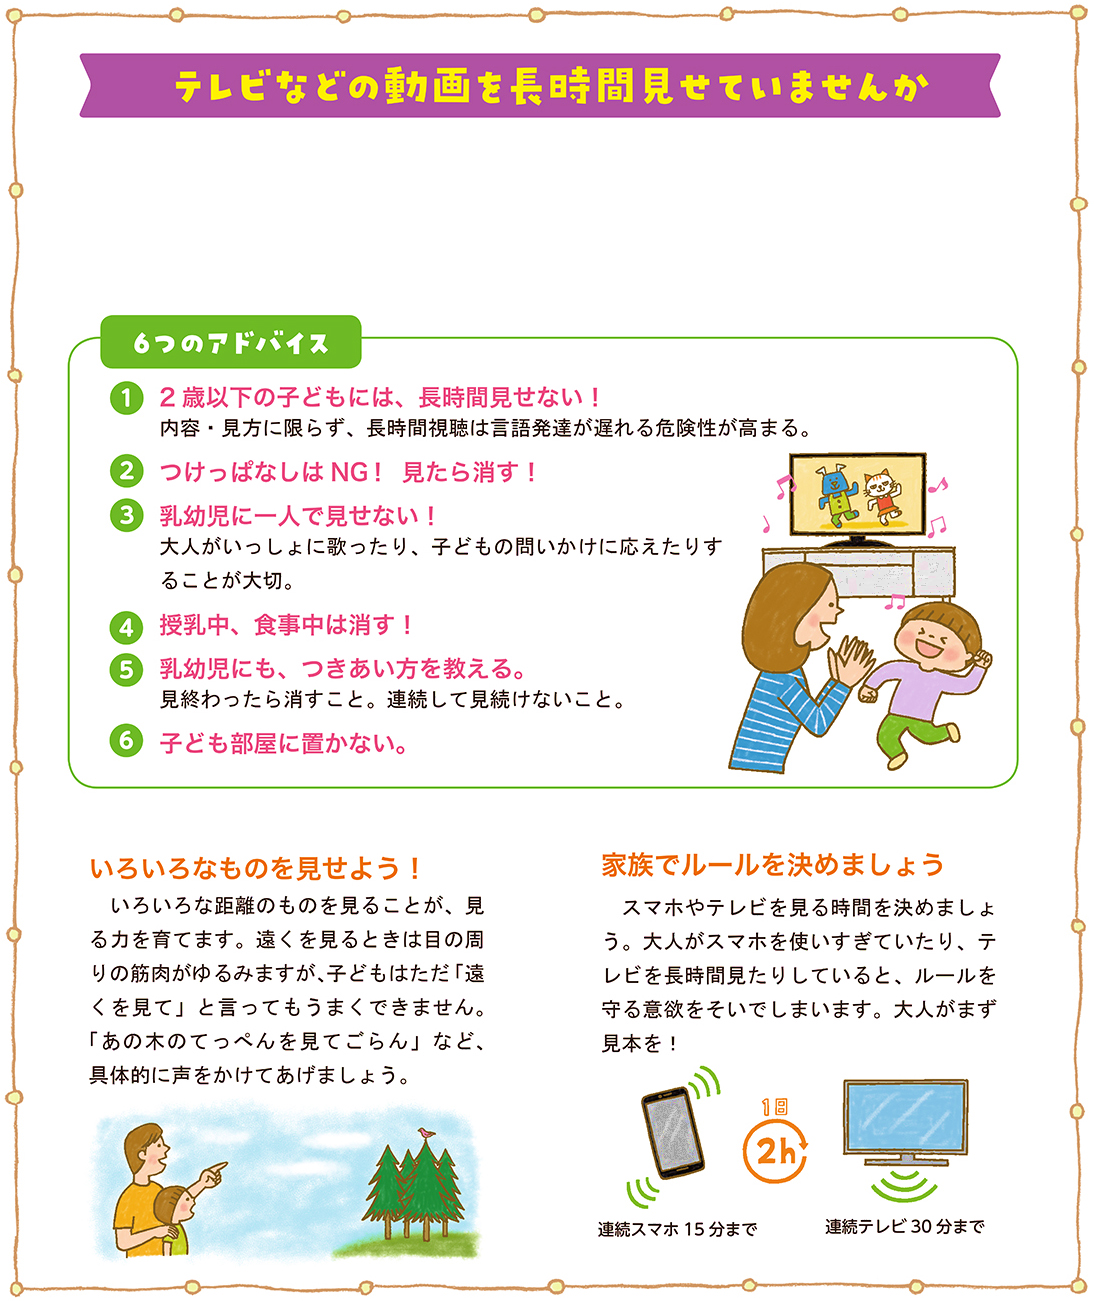 テレビなどの動画を長時間見せていませんか
6つのアドバイス
1 2歳以下の子どもには、長時間見せない！
内容・見方に限らず、長時間視聴は言語発達が遅れる危険性が高まる。
2 つけっぱなしはNG！ 見たら消す！
3 乳幼児に一人で見せない！
大人がいっしょに歌ったり、子どもの問いかけに応えたりす
ることが大切。
4 授乳中、食事中は消す！
5 乳幼児にも、つきあい方を教える。
見終わったら消すこと。連続して見続けないこと。
6 子ども部屋に置かない。
いろいろなものを見せよう！
いろいろな距離のものを見ることが、見
る力を育てます。遠くを見るときは目の周
りの筋肉がゆるみますが、子どもはただ「遠
くを見て」と言ってもうまくできません。
「あの木のてっぺんを見てごらん」など、
具体的に声をかけてあげましょう。
家族でルールを決めましょう
スマホやテレビを見る時間を決めましょ
う。大人がスマホを使いすぎていたり、テ
レビを長時間見たりしていると、ルールを
守る意欲をそいでしまいます。大人がまず
見本を！
1日
2h
連続スマホ15分まで
連続テレビ30分まで